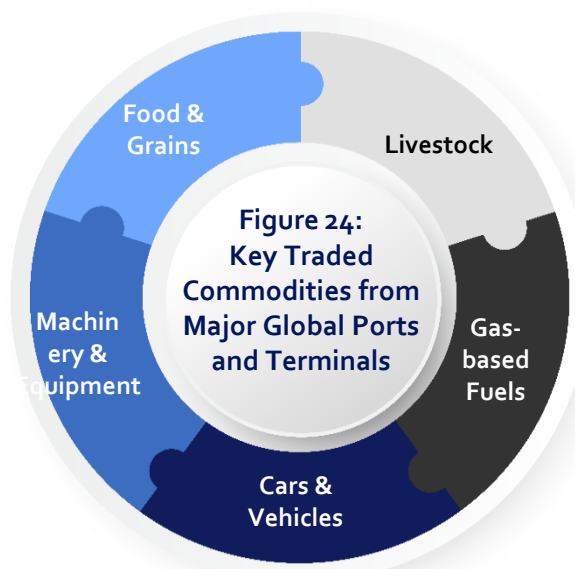 Food &
Grains
Livestock
Figure 24:
Key Traded
Commodities from
Major Global Ports
and Terminals
Machin
ery &
Equipment
Gas-
based
Fuels
Cars &
Vehicles